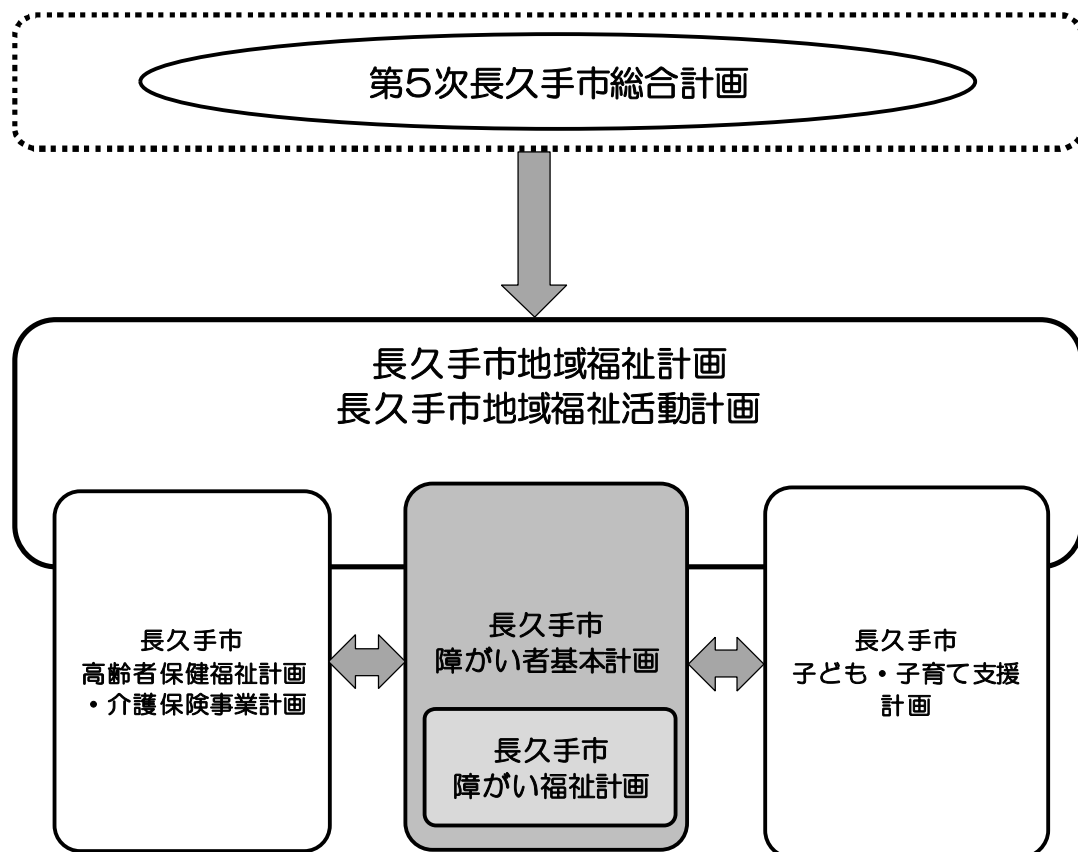 第5次長久手市総合計画
長久手市地域福祉計画
長久手市地域福祉活動計画
長久手市
高齢者保健福祉計画
・介護保険事業計画
長久手市
障がい者基本計画
長久手市
障がい福祉計画
長久手市
子ども・子育て支援
計画